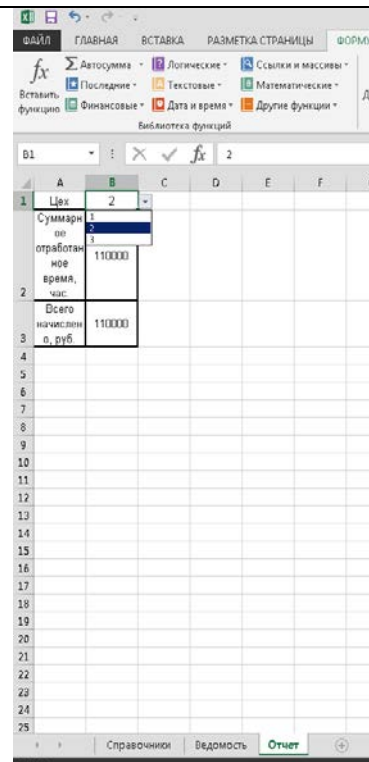 ФАЙЛ ГЛАВНАЯ ВСТАВКА РАЗМЕТКА СТРАНИЦЫ ФОРМУ
Автосумма Логические Ссылки и массивы
Последние Текстовые Математические
Финансовые Дата и время Другие функции
Вставить функцию
Библиотека функций
B1 fx 2
A B C D E F
1 Цех 2
1
2
3
Суммарн
ое
отработан
ное
время,
час.
2 110000
Всего
начислен
о, руб.
3 110000
4
5
6
7
8
9
10
11
12
13
14
15
16
17
18
19
20
21
22
23
24
25
Справочники Ведомость Отчет